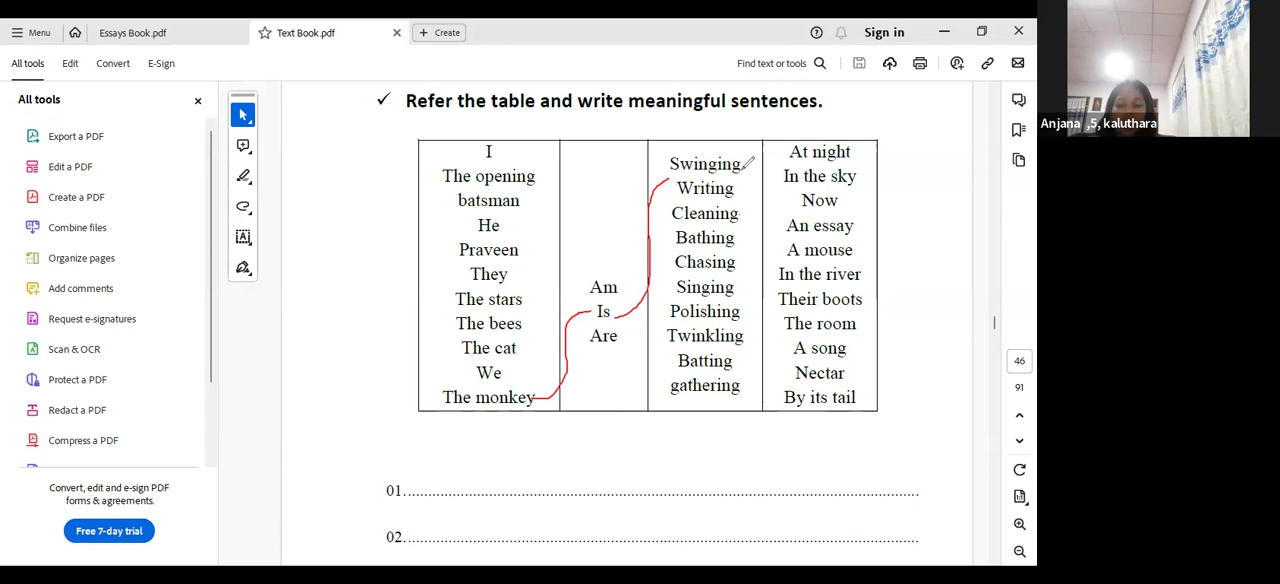 Menu
Essays Book.pdf
Text Book.pdf
Create
Sign in
All tools
Edit
Convert
E-Sign
Find text or tools
All tools
Export a PDF
Edit a PDF
Create a PDF
Combine files
Organize pages
Add comments
Request e-signatures
Scan & OCR
Protect a PDF
Redact a PDF
Compress a PDF
Convert, edit and e-sign PDF
forms & agreements.
Free 7-day trial
✓ Refer the table and write meaningful sentences.
I
The opening
batsman
He
Praveen
They
The stars
The bees
The cat
We
The monkey
Am
Is
Are
Swinging
Writing
Cleaning
Bathing
Chasing
Singing
Polishing
Twinkling
Batting
gathering
At night
In the sky
Now
An essay
A mouse
In the river
Their boots
The room
A song
Nectar
By its tail
01.
02.
46
91
Anjana ,5, kaluthara